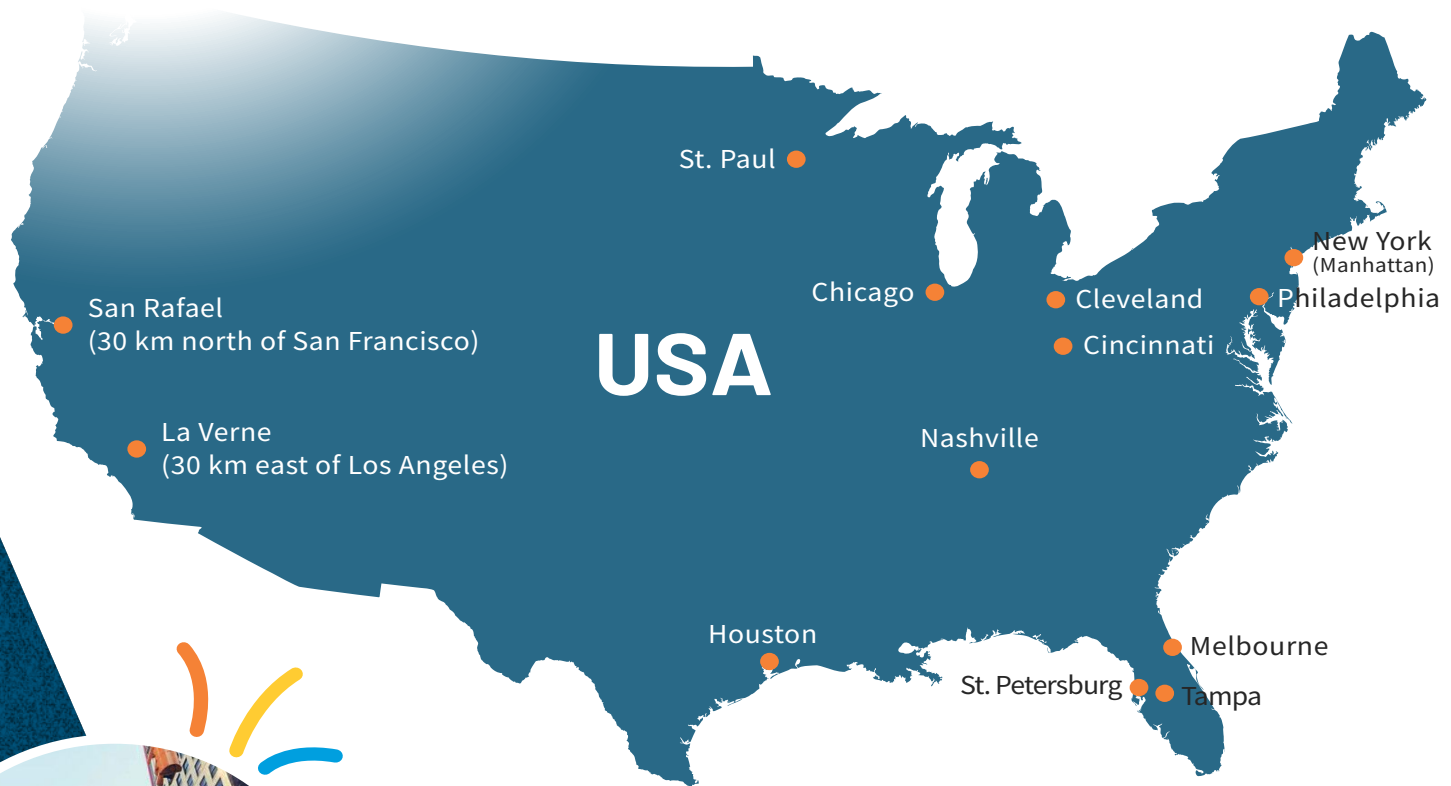 St. Paul
New York
(Manhattan)
Chicago
Cleveland
Philadelphia
San Rafael
(30 km north of San Francisco)
USA
Cincinnati
La Verne
(30 km east of Los Angeles)
Nashville
Houston
Melbourne
St. Petersburg
Tampa